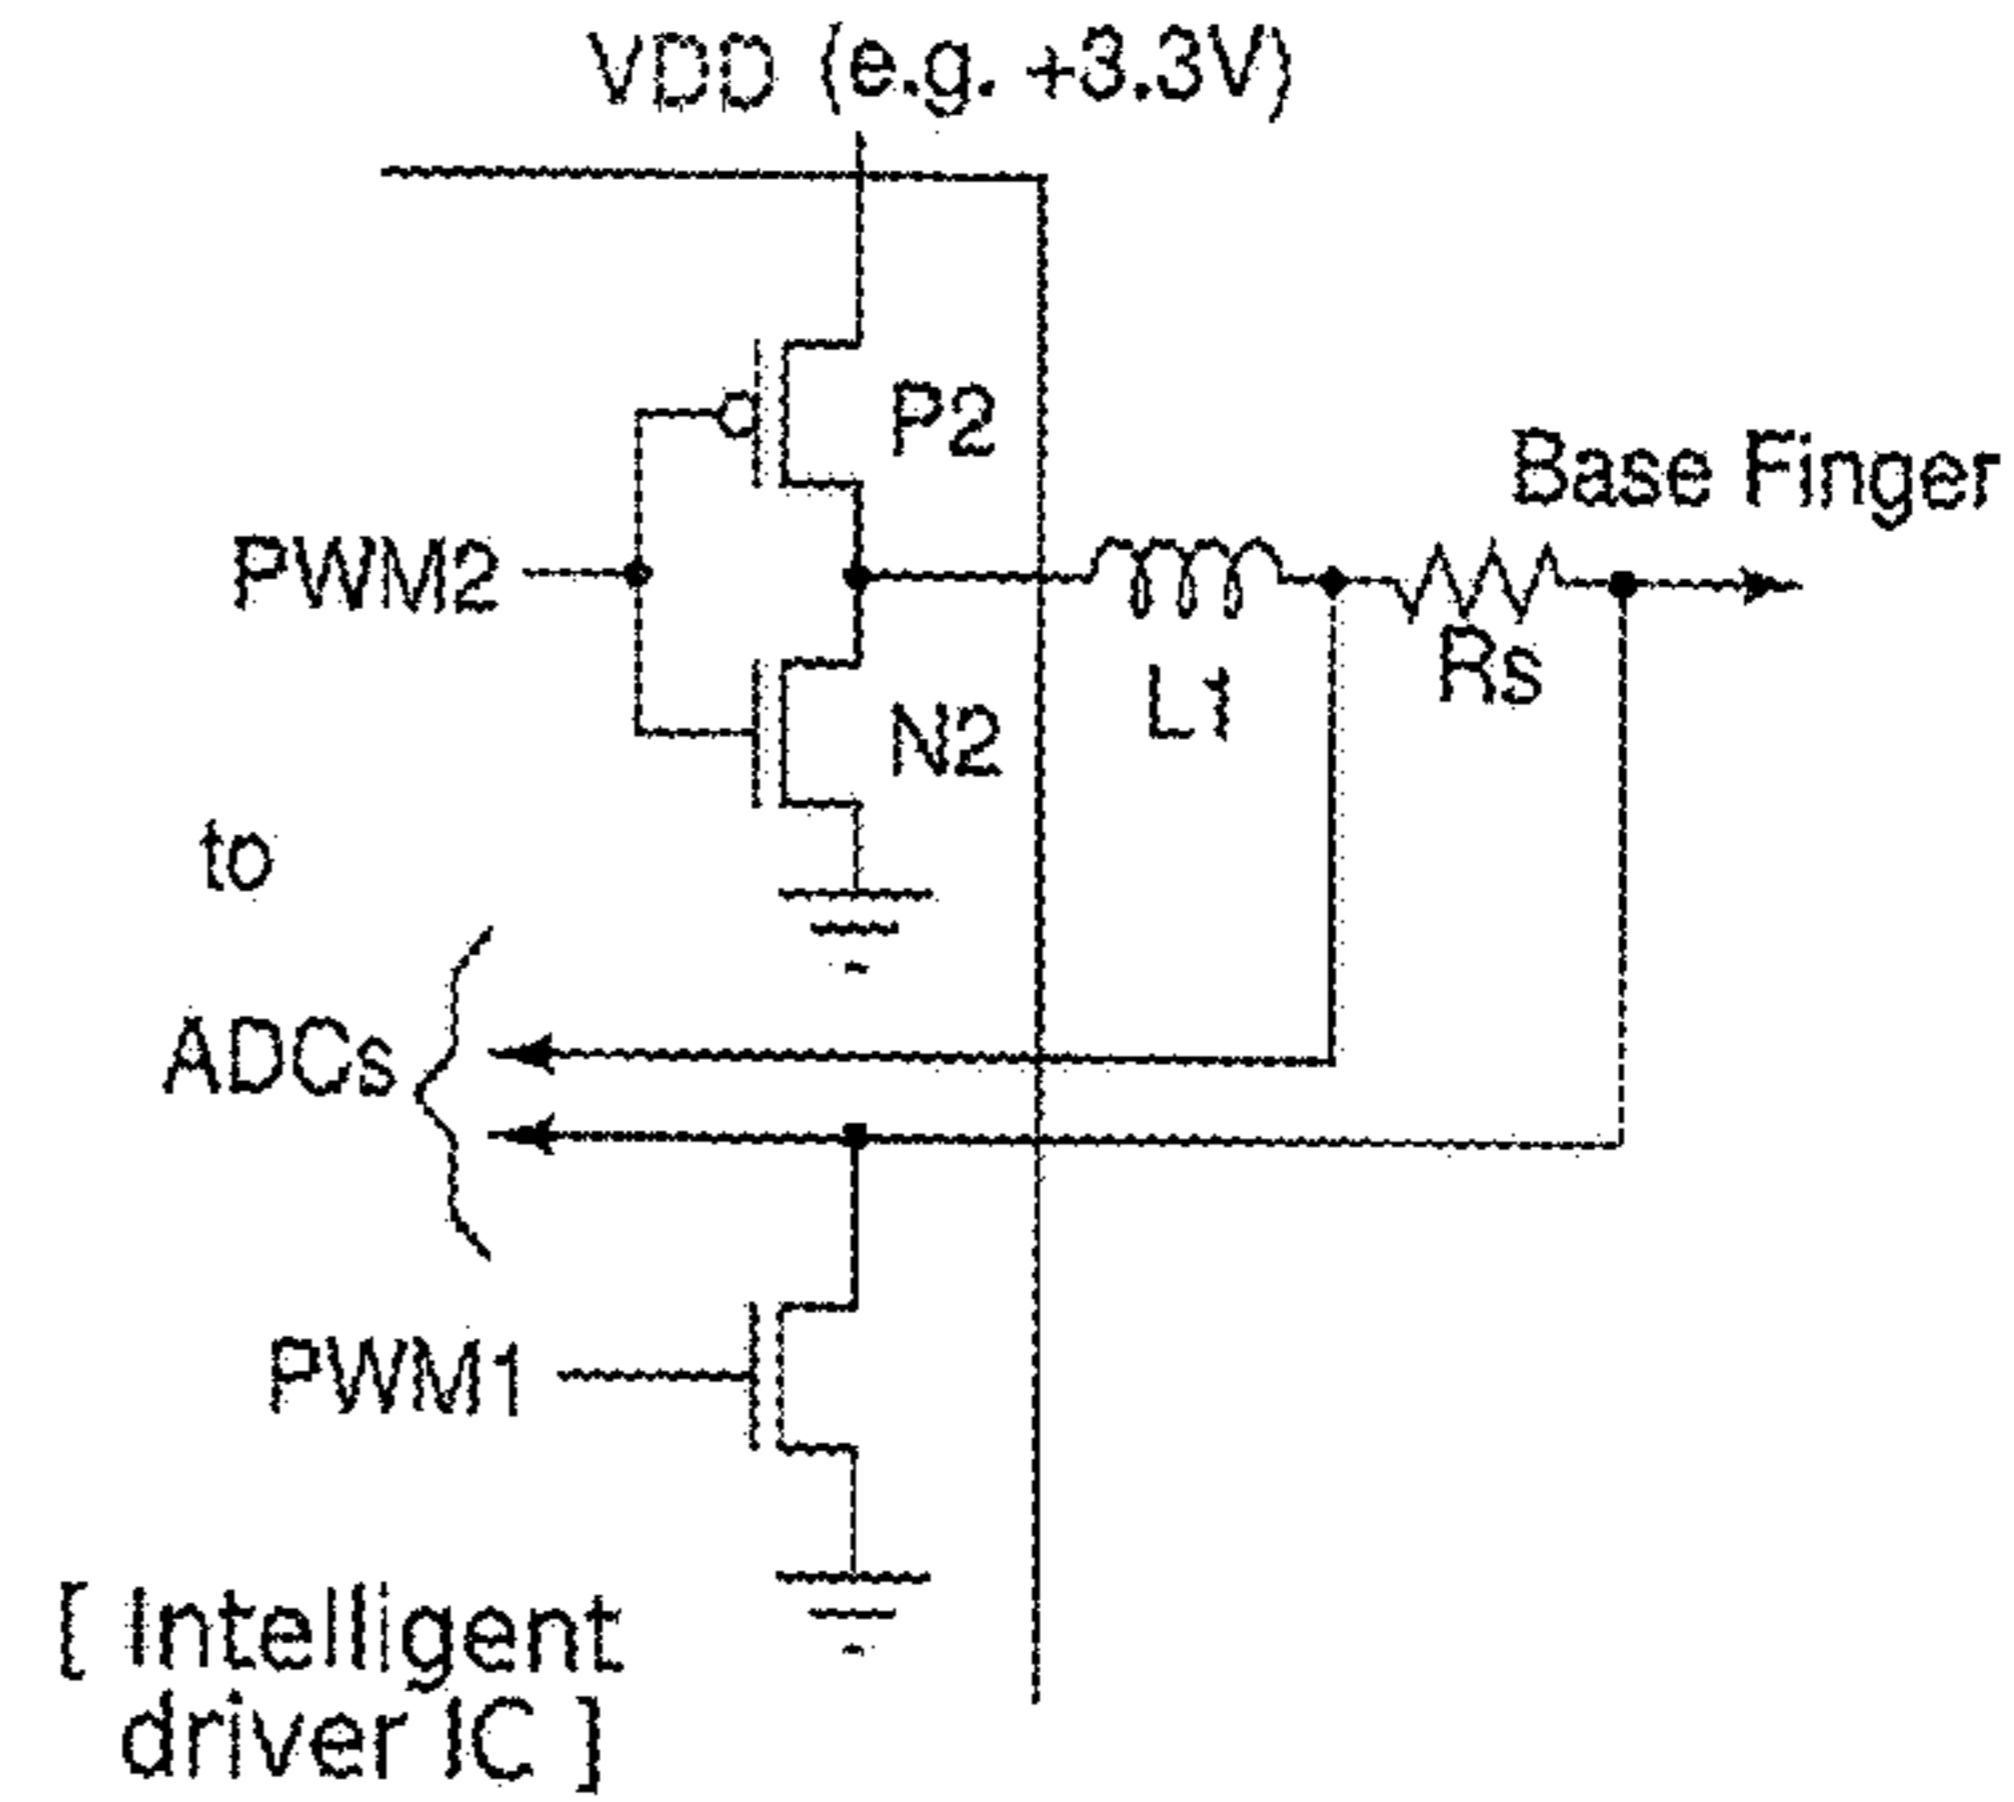 VDD (e.g. +3.3V)
P2
Base Finger
PWM2
L1
Rs
N2
to
ADCs
PWM1
[ Intelligent
driver IC ]